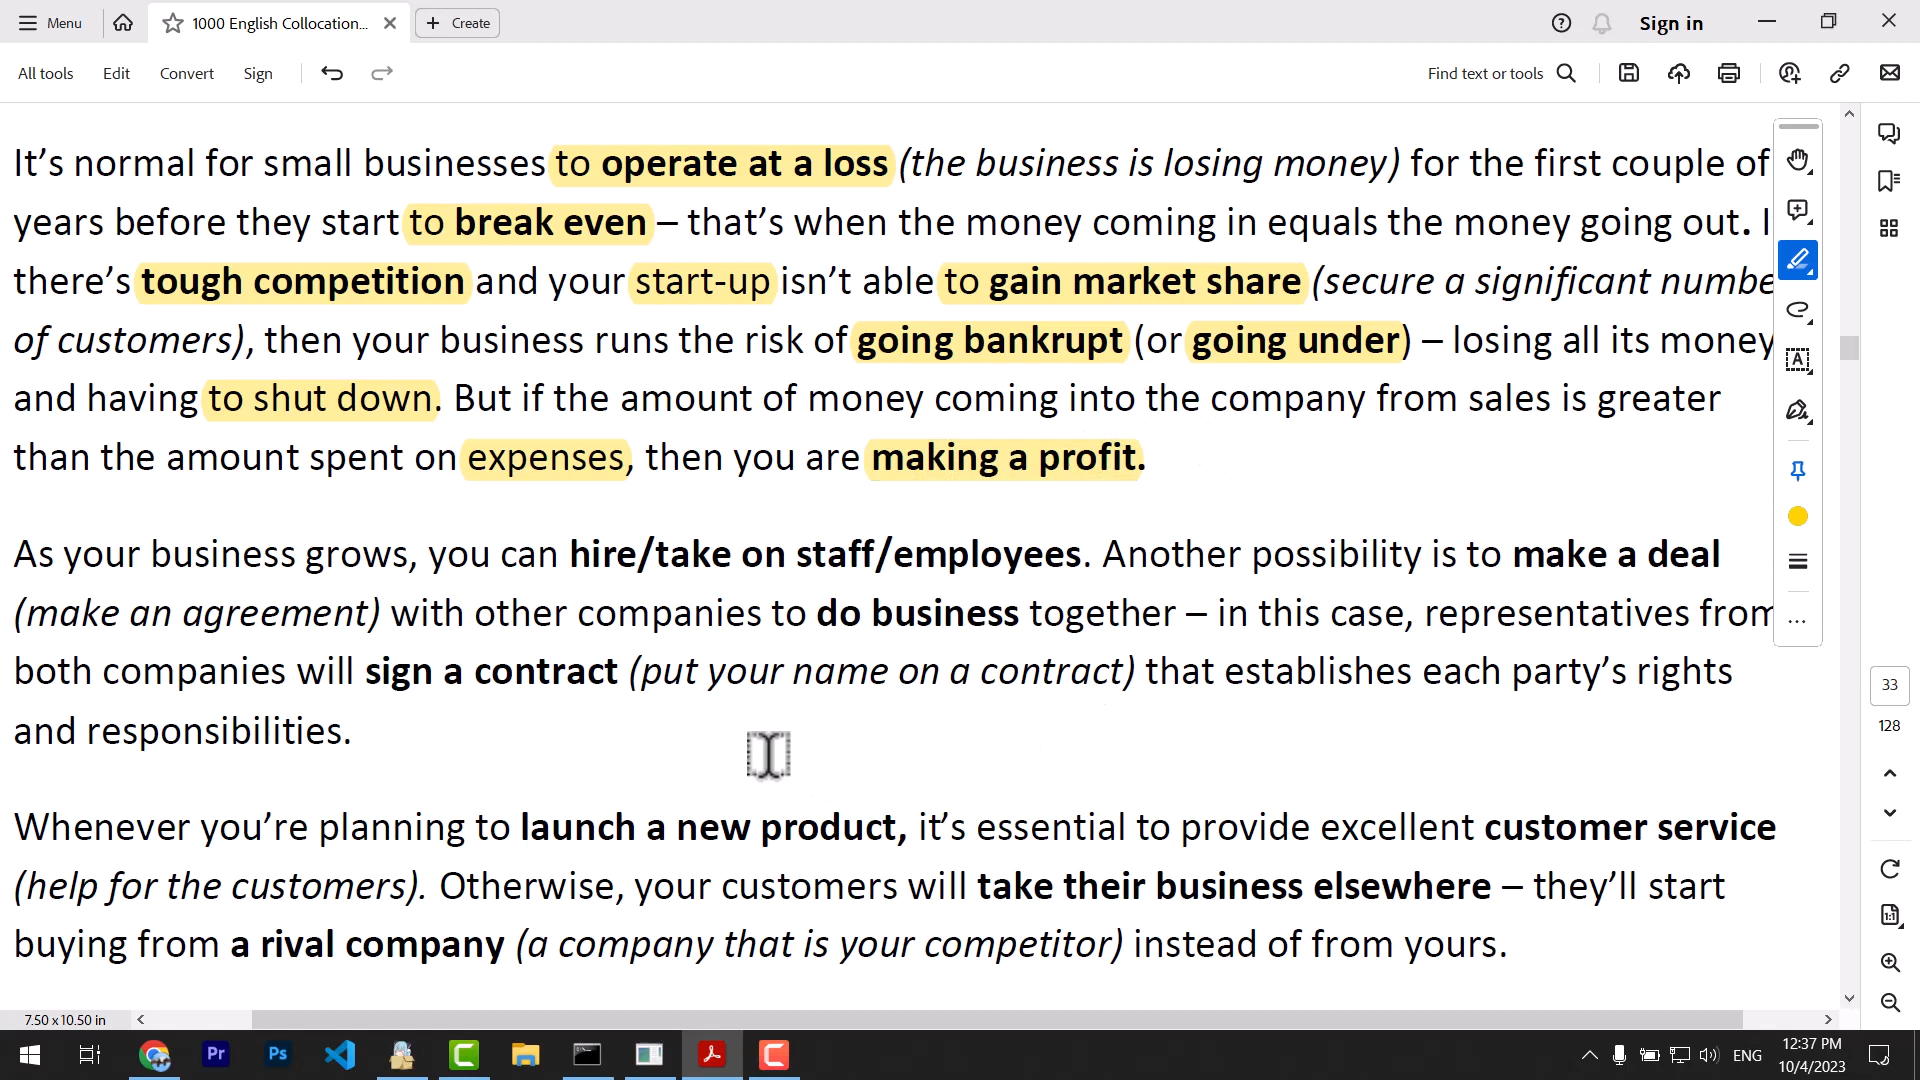 Menu
1000 English Collocation...
Create
Sign in
All tools
Edit
Convert
Sign
Find text or tools
It's normal for small businesses to operate at a loss (the business is losing money) for the first couple of
years before they start to break even – that's when the money coming in equals the money going out. I
there's tough competition and your start-up isn't able to gain market share (secure a significant numbe
of customers), then your business runs the risk of going bankrupt (or going under) – losing all its money
and having to shut down. But if the amount of money coming into the company from sales is greater
than the amount spent on expenses, then you are making a profit.
As your business grows, you can hire/take on staff/employees. Another possibility is to make a deal
(make an agreement) with other companies to do business together – in this case, representatives from
both companies will sign a contract (put your name on a contract) that establishes each party's rights
and responsibilities.
Whenever you're planning to launch a new product, it's essential to provide excellent customer service
(help for the customers). Otherwise, your customers will take their business elsewhere – they'll start
buying from a rival company (a company that is your competitor) instead of from yours.
33
128
7.50 x 10.50 in
Pr
Ps
ENG
12:37 PM
10/4/2023